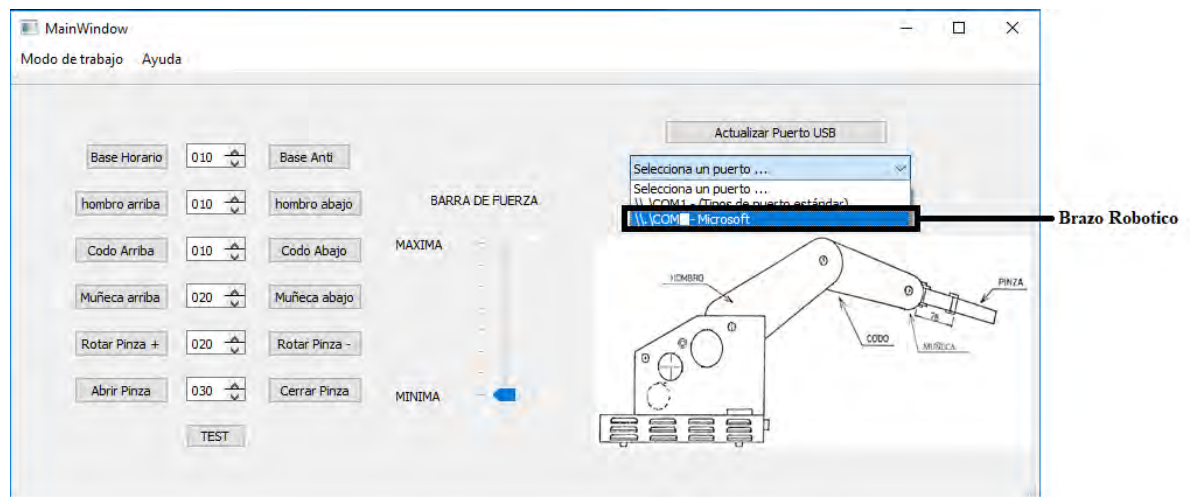 MainWindow
Modo de trabajo Ayuda
Actualizar Puerto USB
Selecciona un puerto ...
Selecciona un puerto ...
\\.\COM1 - (Tipos de puerto estándar)
\\.\COM - Microsoft
Brazo Robotico
Base Horario 010 Base Anti
hombro arriba 010 hombro abajo
Codo Arriba 010 Codo Abajo
Muñeca arriba 020 Muñeca abajo
Rotar Pinza + 020 Rotar Pinza -
Abrir Pinza 030 Cerrar Pinza
TEST
BARRA DE FUERZA
MAXIMA
MINIMA
HOMBRO
PINZA
CODO
MUÑECA